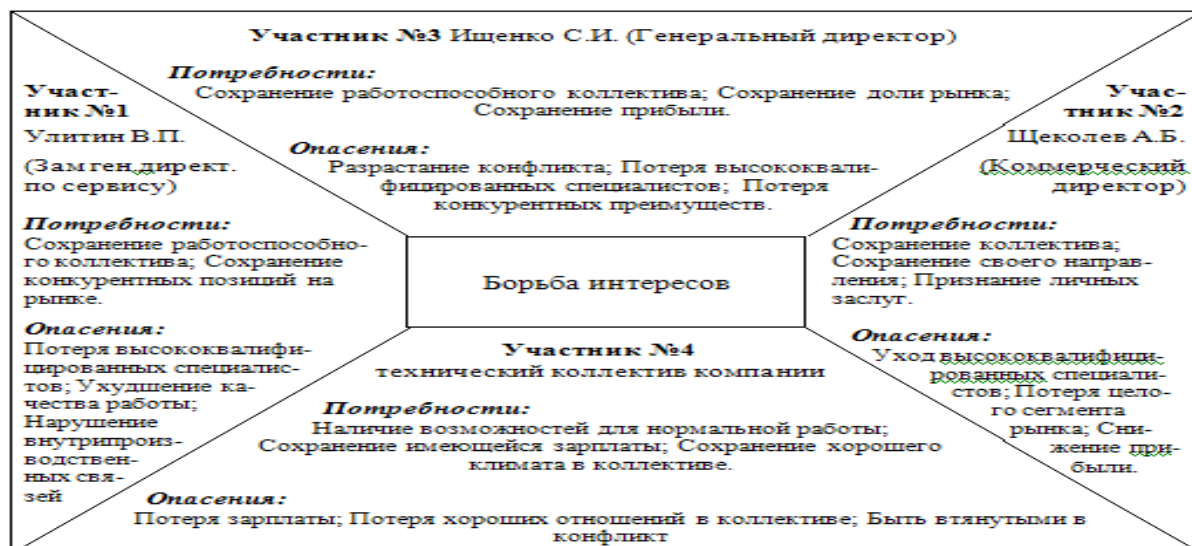 Участник №3 Ищенко С.И. (Генеральный директор)
Потребности:
Сохранение работоспособного коллектива; Сохранение доли рынка;
Сохранение прибыли.
Опасения:
Разрастание конфликта; Потеря высококвали-
фицированных специалистов; Потеря
конкурентных преимуществ.
Участ-
ник №1
Улитин В.П.
(Зам ген.директ.
по сервису)
Потребности:
Сохранение работоспособно-
го коллектива; Сохранение
конкурентных позиций на
рынке.
Опасения:
Потеря высококвалифи-
цированных специалис-
тов; Ухудшение ка-
чества работы;
Нарушение
внутрипроиз-
водствен-
ных свя-
зей
Борьба интересов
Учас-
тник №2
Щеколев А.Б.
(Коммерческий
директор)
Потребности:
Сохранение коллектива;
Сохранение своего направ-
ления; Признание личных
заслуг.
Опасения:
Уход высококвалифици-
рованных специали-
стов; Потеря цело-
го сегмента
рынка; Сни-
жение при-
были.
Участник №4
технический коллектив компании
Потребности:
Наличие возможностей для нормальной работы;
Сохранение имеющейся зарплаты; Сохранение хорошего
климата в коллективе.
Опасения:
Потеря зарплаты; Потеря хороших отношений в коллективе; Быть втянутыми в
конфликт